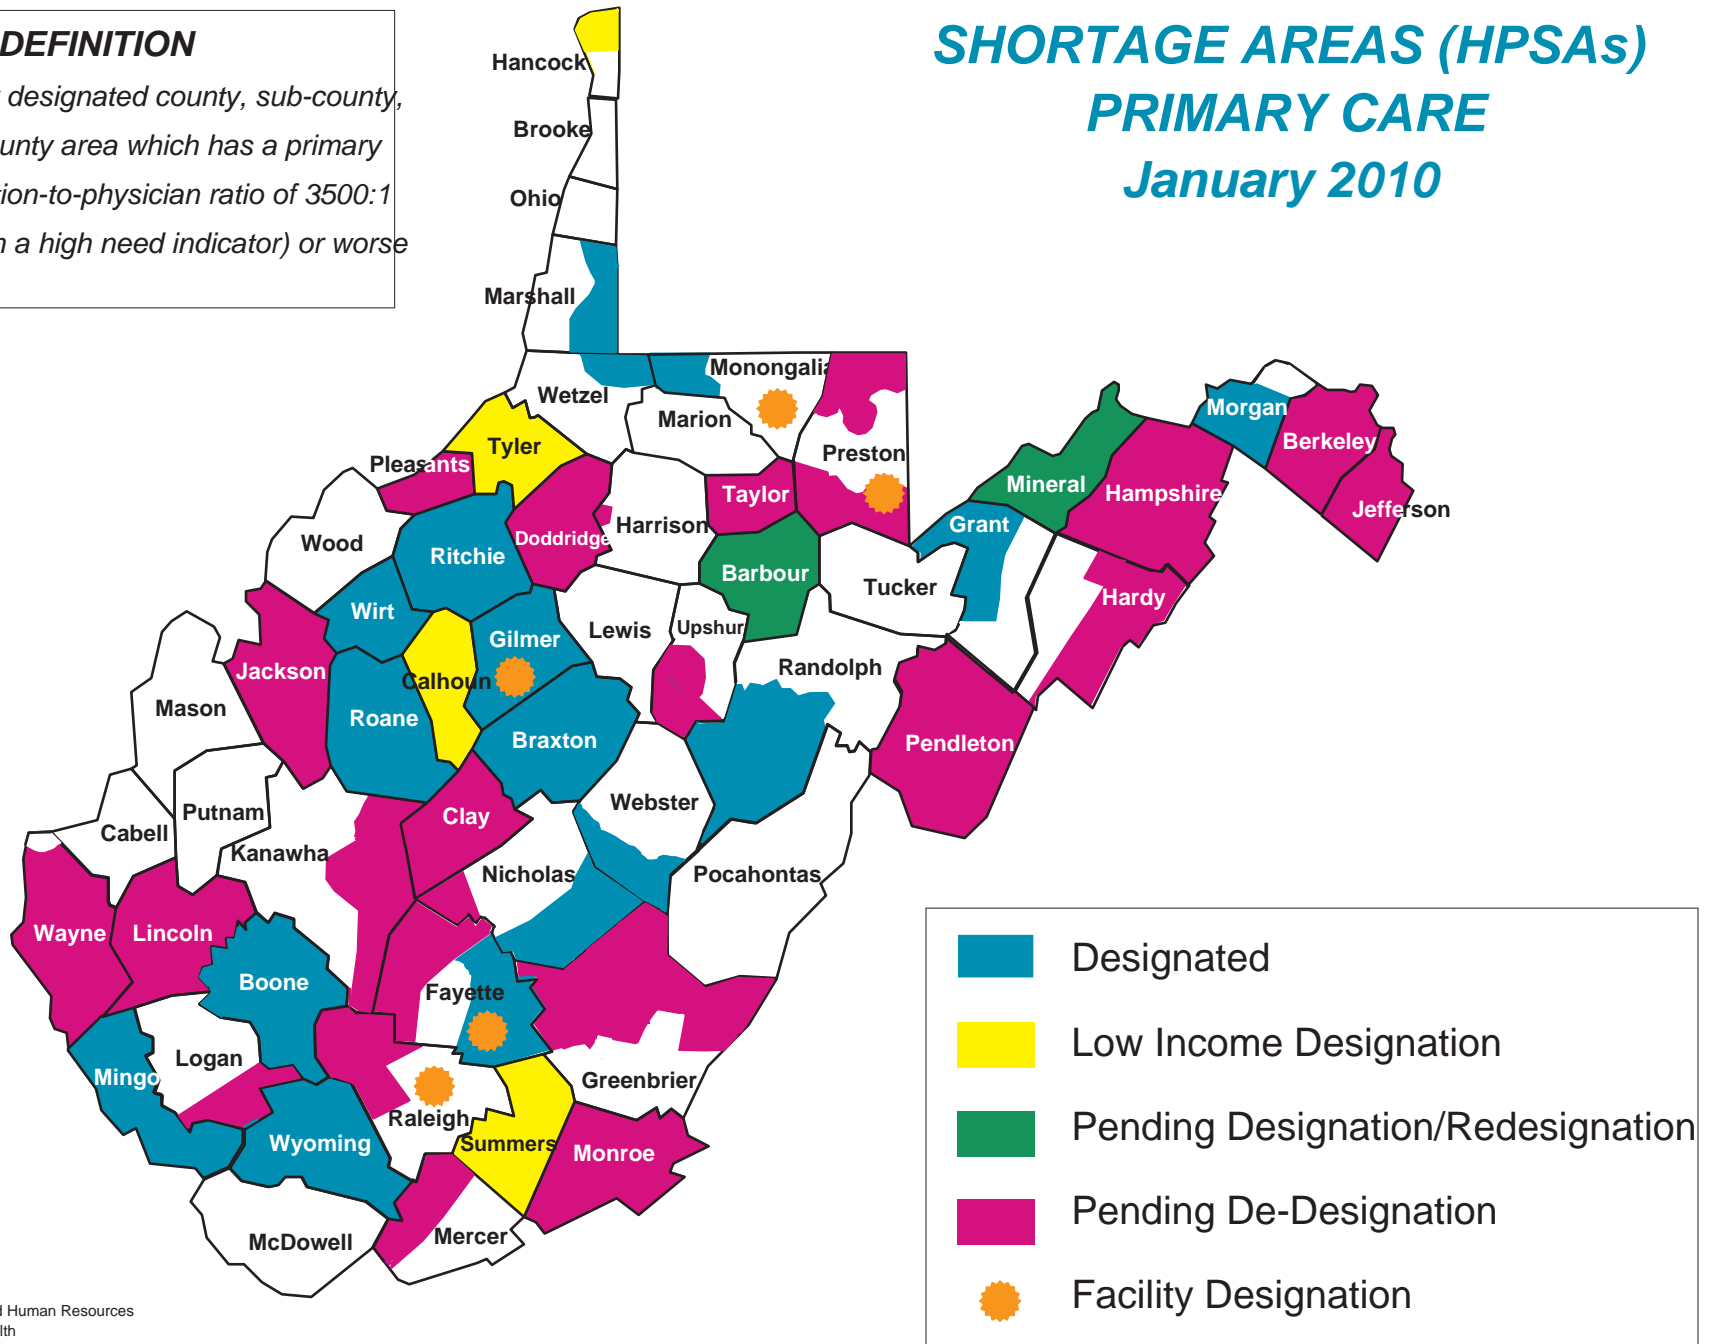 DEFINITION
designated county, sub-county,
unty area which has a primary
tion-to-physician ratio of 3500:1
a high need indicator) or worse
SHORTAGE AREAS (HPSAs)
PRIMARY CARE
January 2010
Hancock
Brooke
Ohio
Marshall
Wetzel
Monongalia
Marion
Tyler
Preston
Pleasants
Taylor
Doddridge
Harrison
Wood
Ritchie
Barbour
Tucker
Morgan
Berkeley
Mineral
Hampshire
Jefferson
Grant
Hardy
Wirt
Gilmer
Lewis
Upshur
Randolph
Jackson
Calhoun
Mason
Roane
Braxton
Pendleton
Webster
Putnam
Clay
Cabell
Kanawha
Nicholas
Pocahontas
Wayne
Lincoln
Boone
Fayette
Logan
Mingo
Greenbrier
Raleigh
Wyoming
Summers
Monroe
McDowell
Mercer
Designated
Low Income Designation
Pending Designation/Redesignation
Pending De-Designation
Facility Designation
d Human Resources
lth